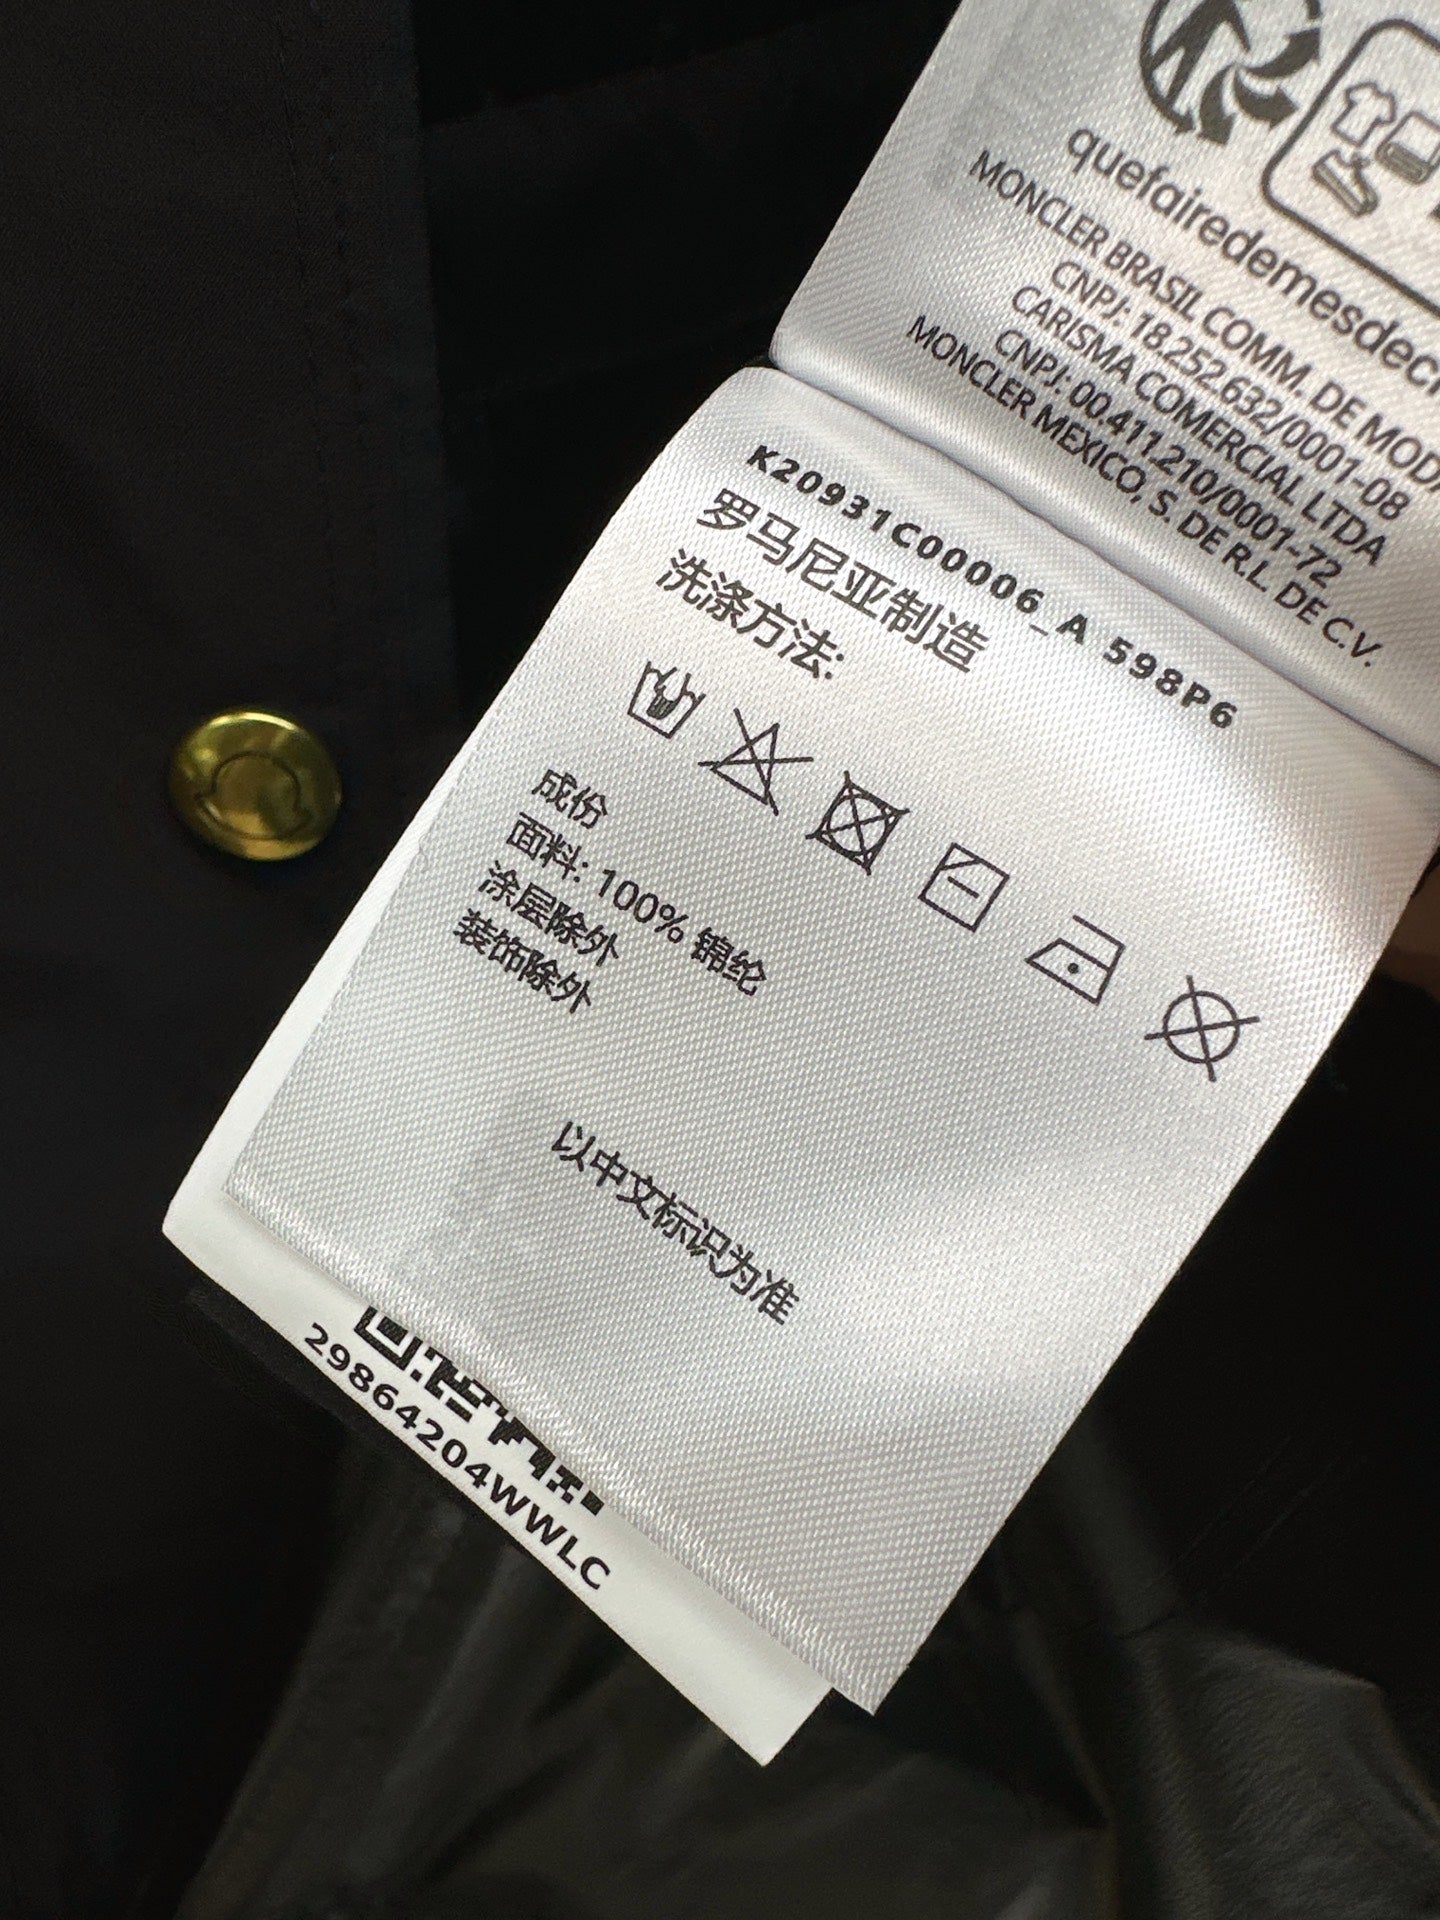 quefairedemesdec
MONCLER BRASIL COMM. DE MODA
CNPJ: 18.252.632/0001-08
CARISMA COMERCIAL LTDA
CNPJ: 00.411.210/0001-72
MONCLER MEXICO, S. DE R.L. DE C.V.
K20931C00006_A 598P6
罗马尼亚制造
洗涤方法:
成份
面料: 100% 锦纶
涂层除外
装饰除外
以中文标识为准
29864204WWLC